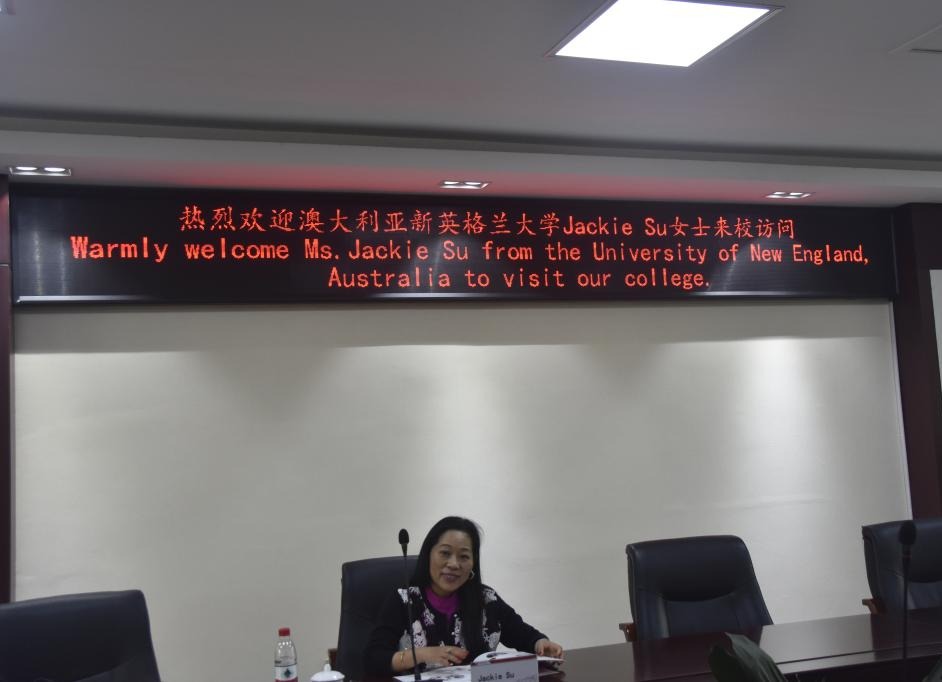 热烈欢迎澳大利亚新英格兰大学Jackie Su女士来校访问
Warmly welcome Ms. Jackie Su from the University of New England,
Australia to visit our college.
Jackie Su